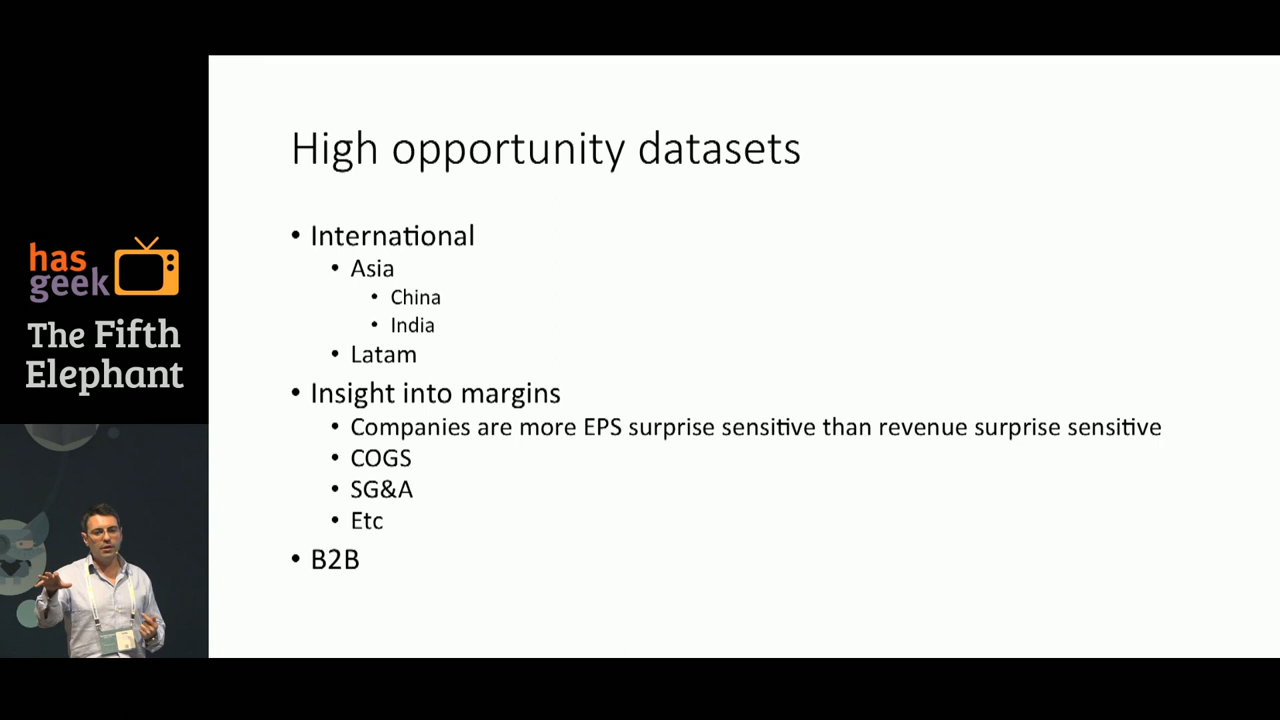 High opportunity datasets
• International
• Asia
• China
• India
• Latam
• Insight into margins
• Companies are more EPS surprise sensitive than revenue surprise sensitive
• COGS
• SG&A
• Etc
• B2B
has
geek
The Fifth
Elephant